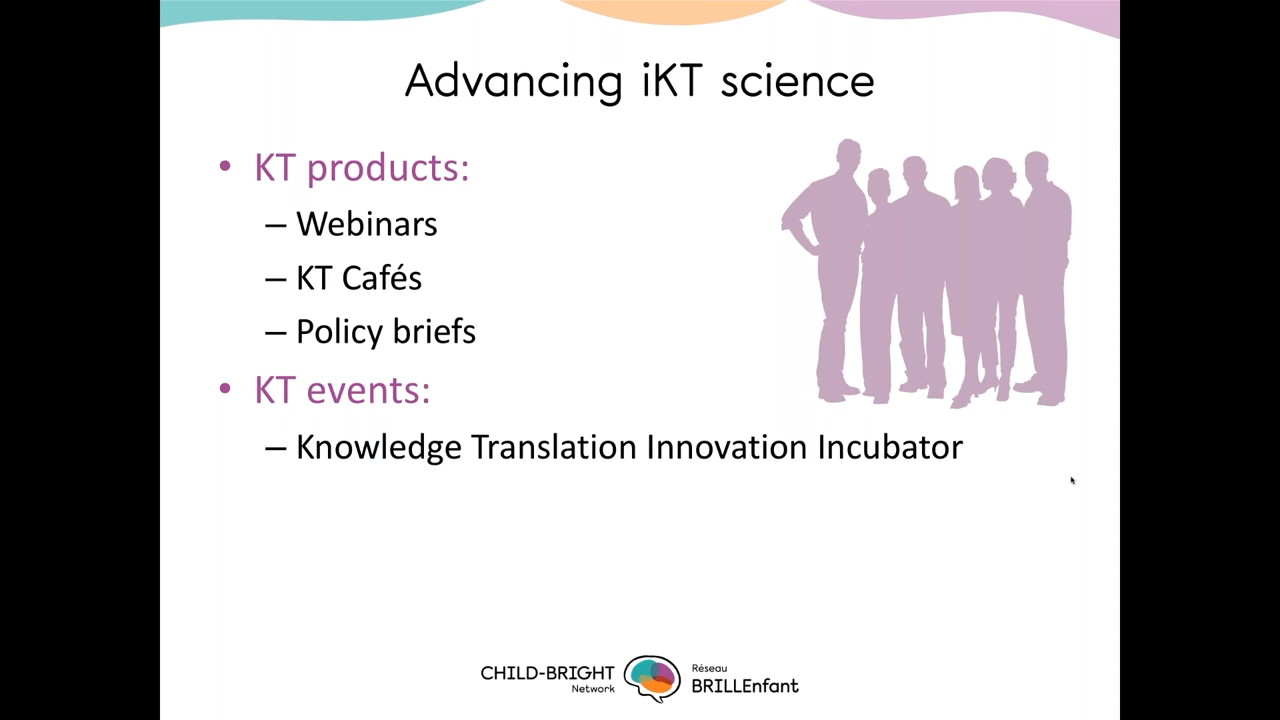 Advancing iKT science
• KT products:
– Webinars
– KT Cafés
– Policy briefs
• KT events:
– Knowledge Translation Innovation Incubator
CHILD-BRIGHT
Network
Réseau
BRILLEnfant